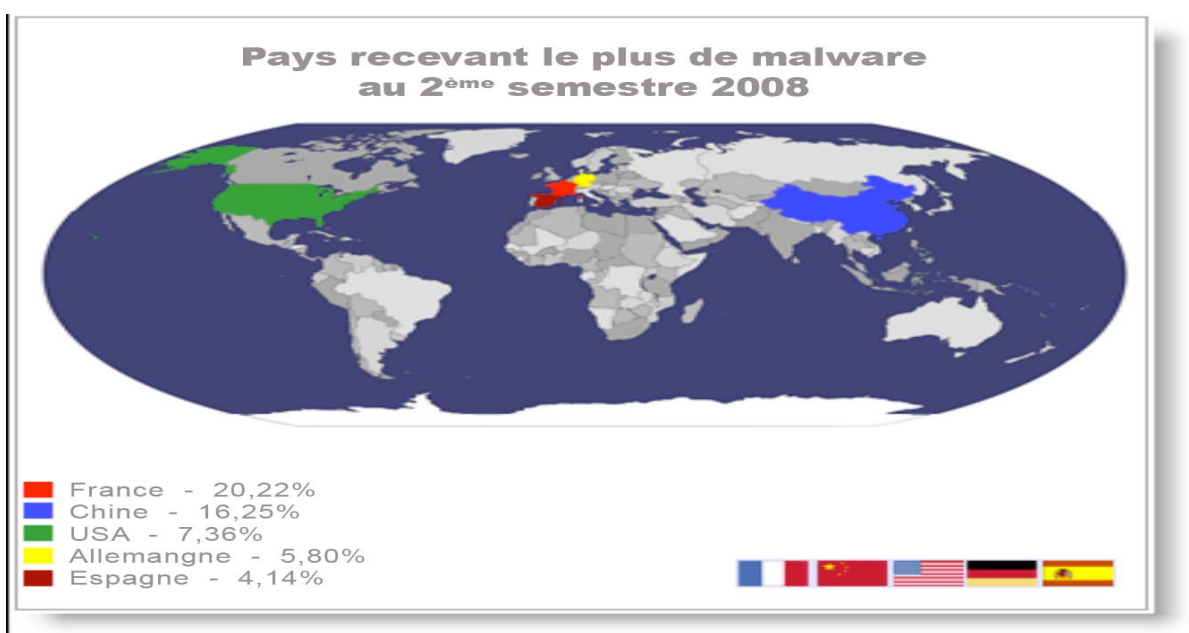 Pays recevant le plus de malware
au 2ème semestre 2008
France - 20,22%
Chine - 16,25%
USA - 7,36%
Allemangne - 5,80%
Espagne - 4,14%